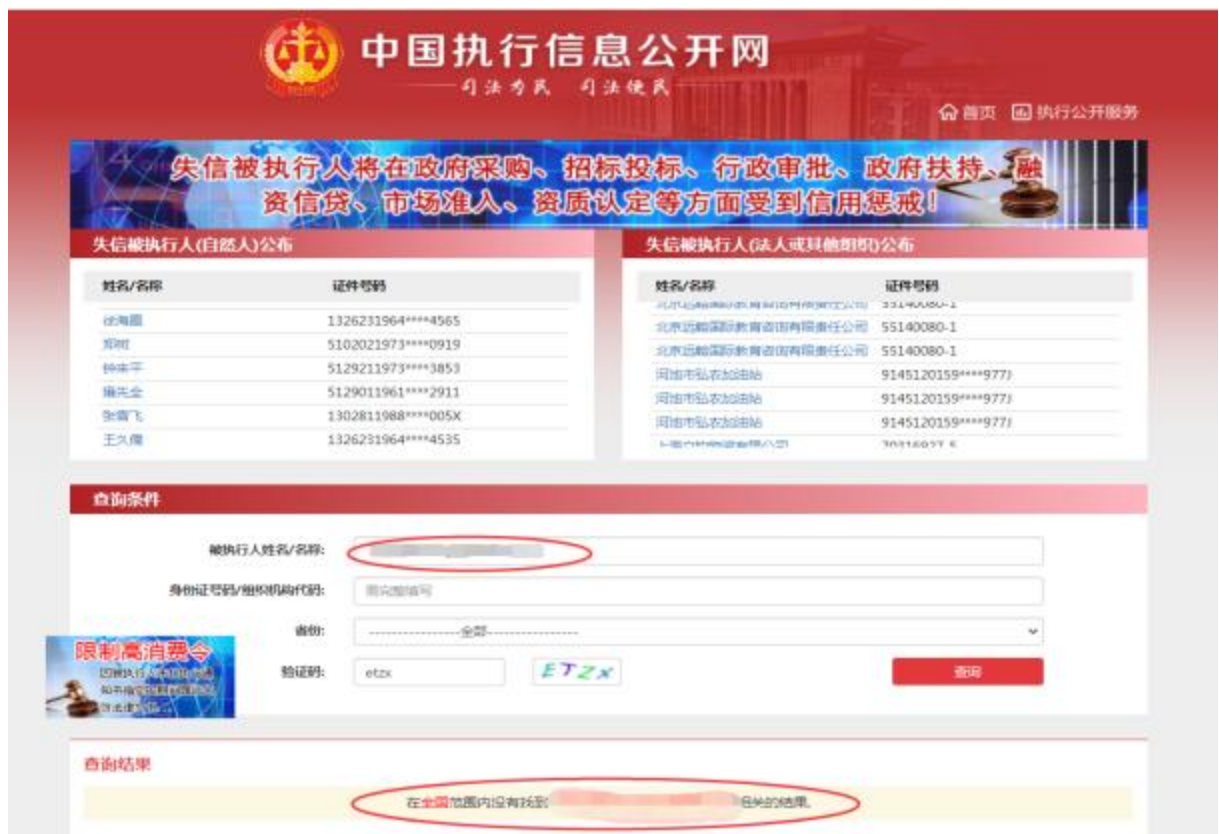 中国执行信息公开网
司法为民 司法便民
首页 执行公开服务
失信被执行人将在政府采购、招标投标、行政审批、政府扶持、融
资信贷、市场准入、资质认定等方面受到信用惩戒！
失信被执行人(自然人)公布
姓名/名称 证件号码
1326231964****4565
5102021973****0919
5129211973****3853
5129011961****2911
1302811988****005X
王久儒 1326231964****4535
失信被执行人(法人或其他组织)公布
姓名/名称 证件号码
55140080-1
北京远翰国际教育咨询有限责任公司 55140080-1
北京远翰国际教育咨询有限责任公司 55140080-1
河池市弘农加油站 9145120159****977J
河池市弘农加油站 9145120159****977J
河池市弘农加油站 9145120159****977J
查询条件
被执行人姓名/名称:
身份证号码/组织机构代码: 需完整填写
省份: ----------------全部----------------
限制高消费令
验证码: etzx ETZX 查询
查询结果
在全国范围内没有找到 相关的结果.